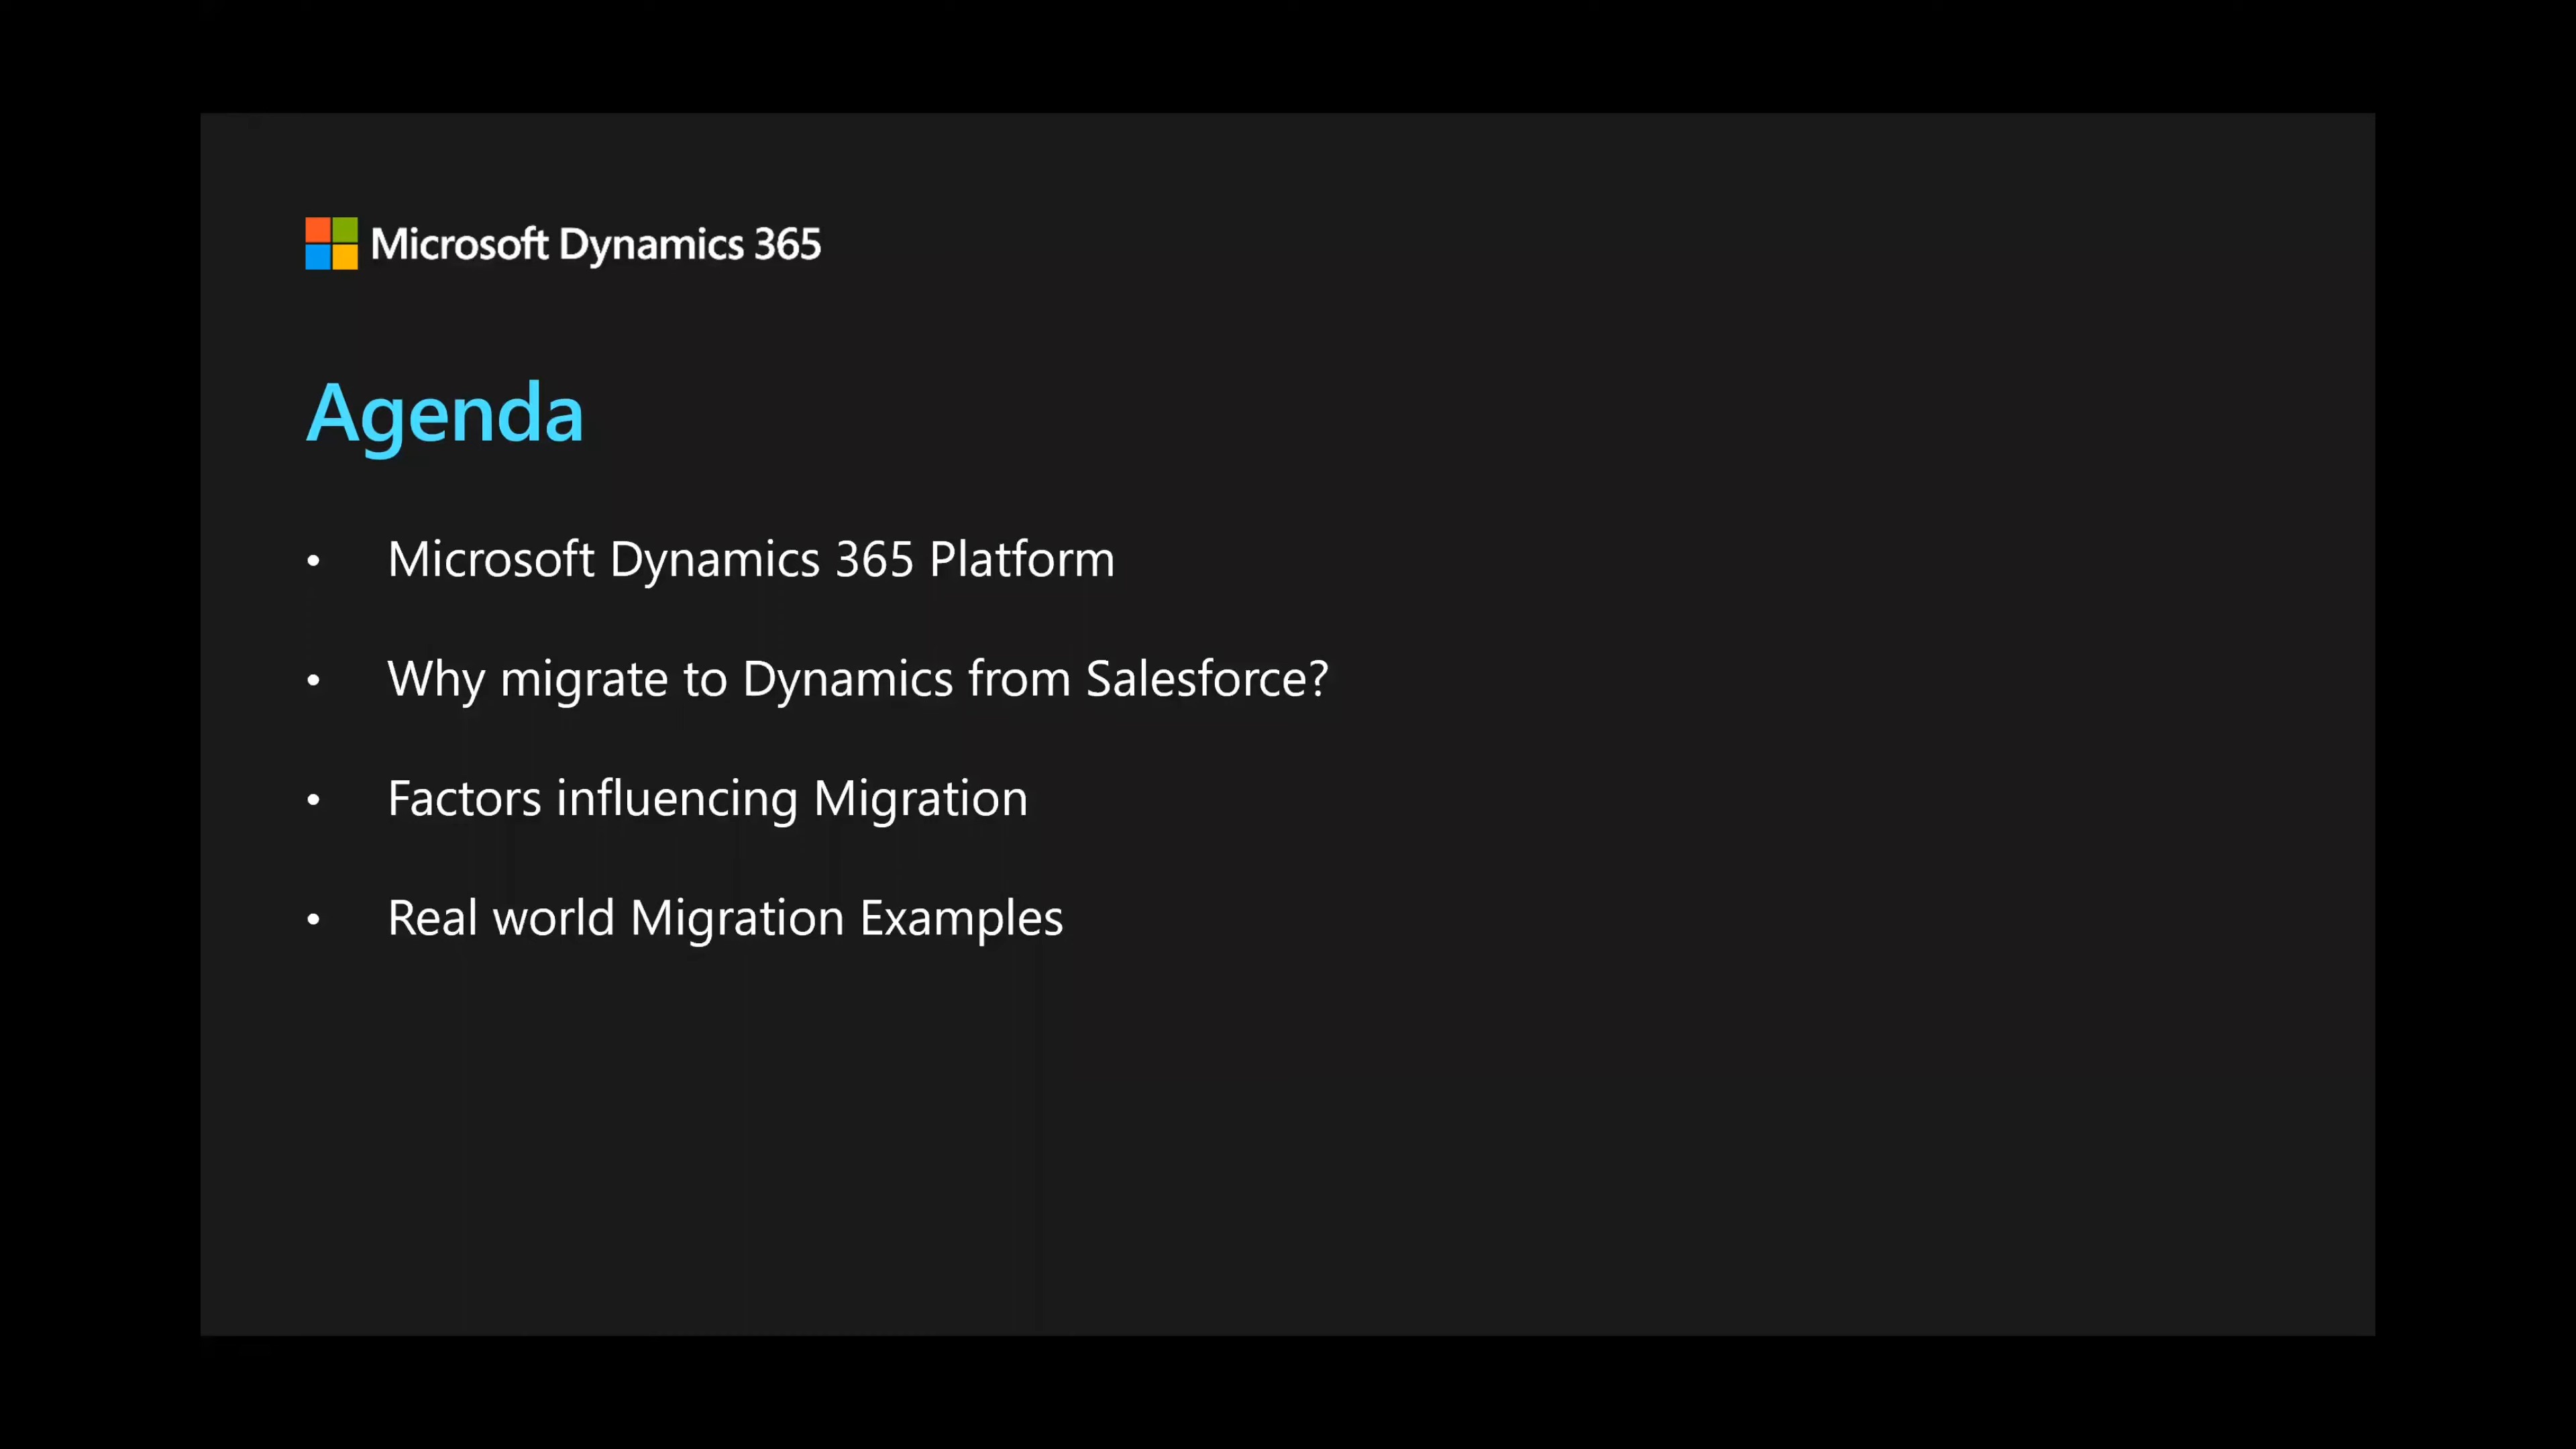 Microsoft Dynamics 365
Agenda
• Microsoft Dynamics 365 Platform
• Why migrate to Dynamics from Salesforce?
• Factors influencing Migration
• Real world Migration Examples